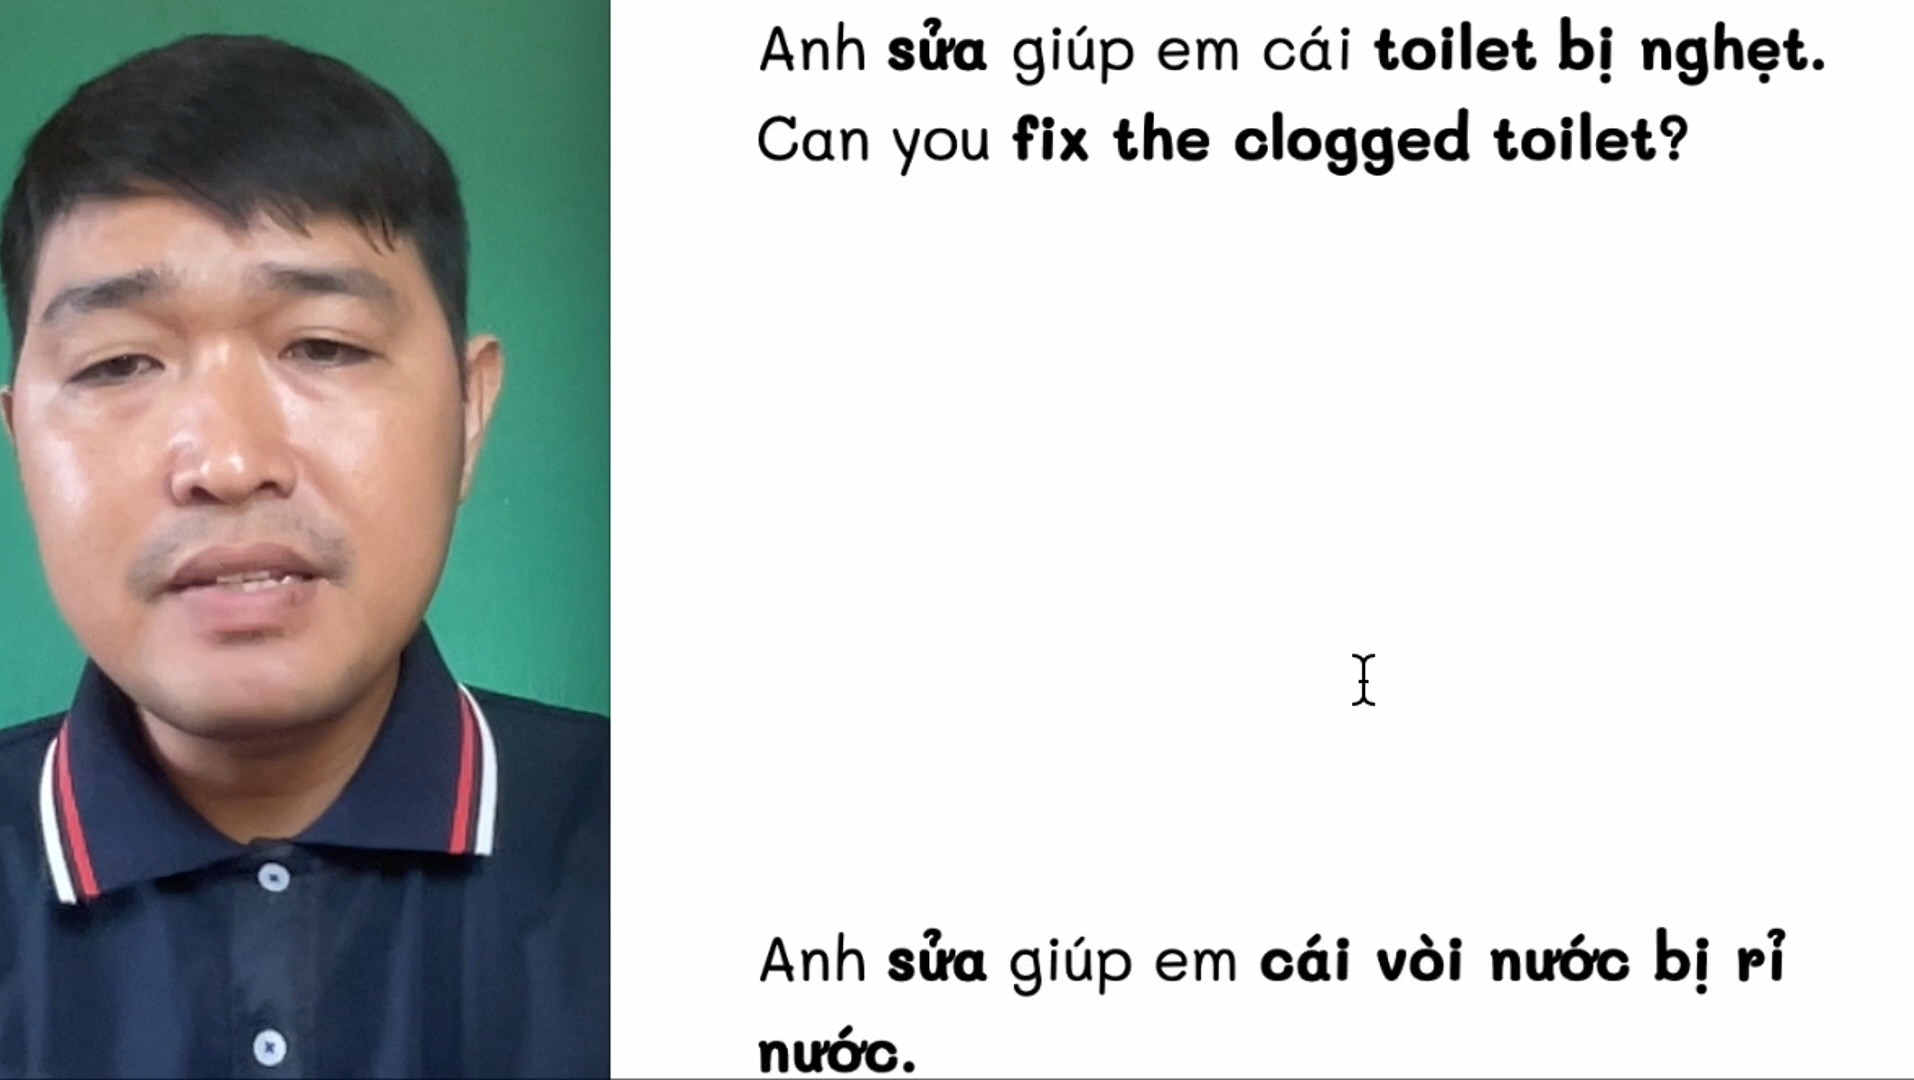 Anh sửa giúp em cái toilet bị nghẹt.
Can you fix the clogged toilet?
Anh sửa giúp em cái vòi nước bị rỉ
nước.